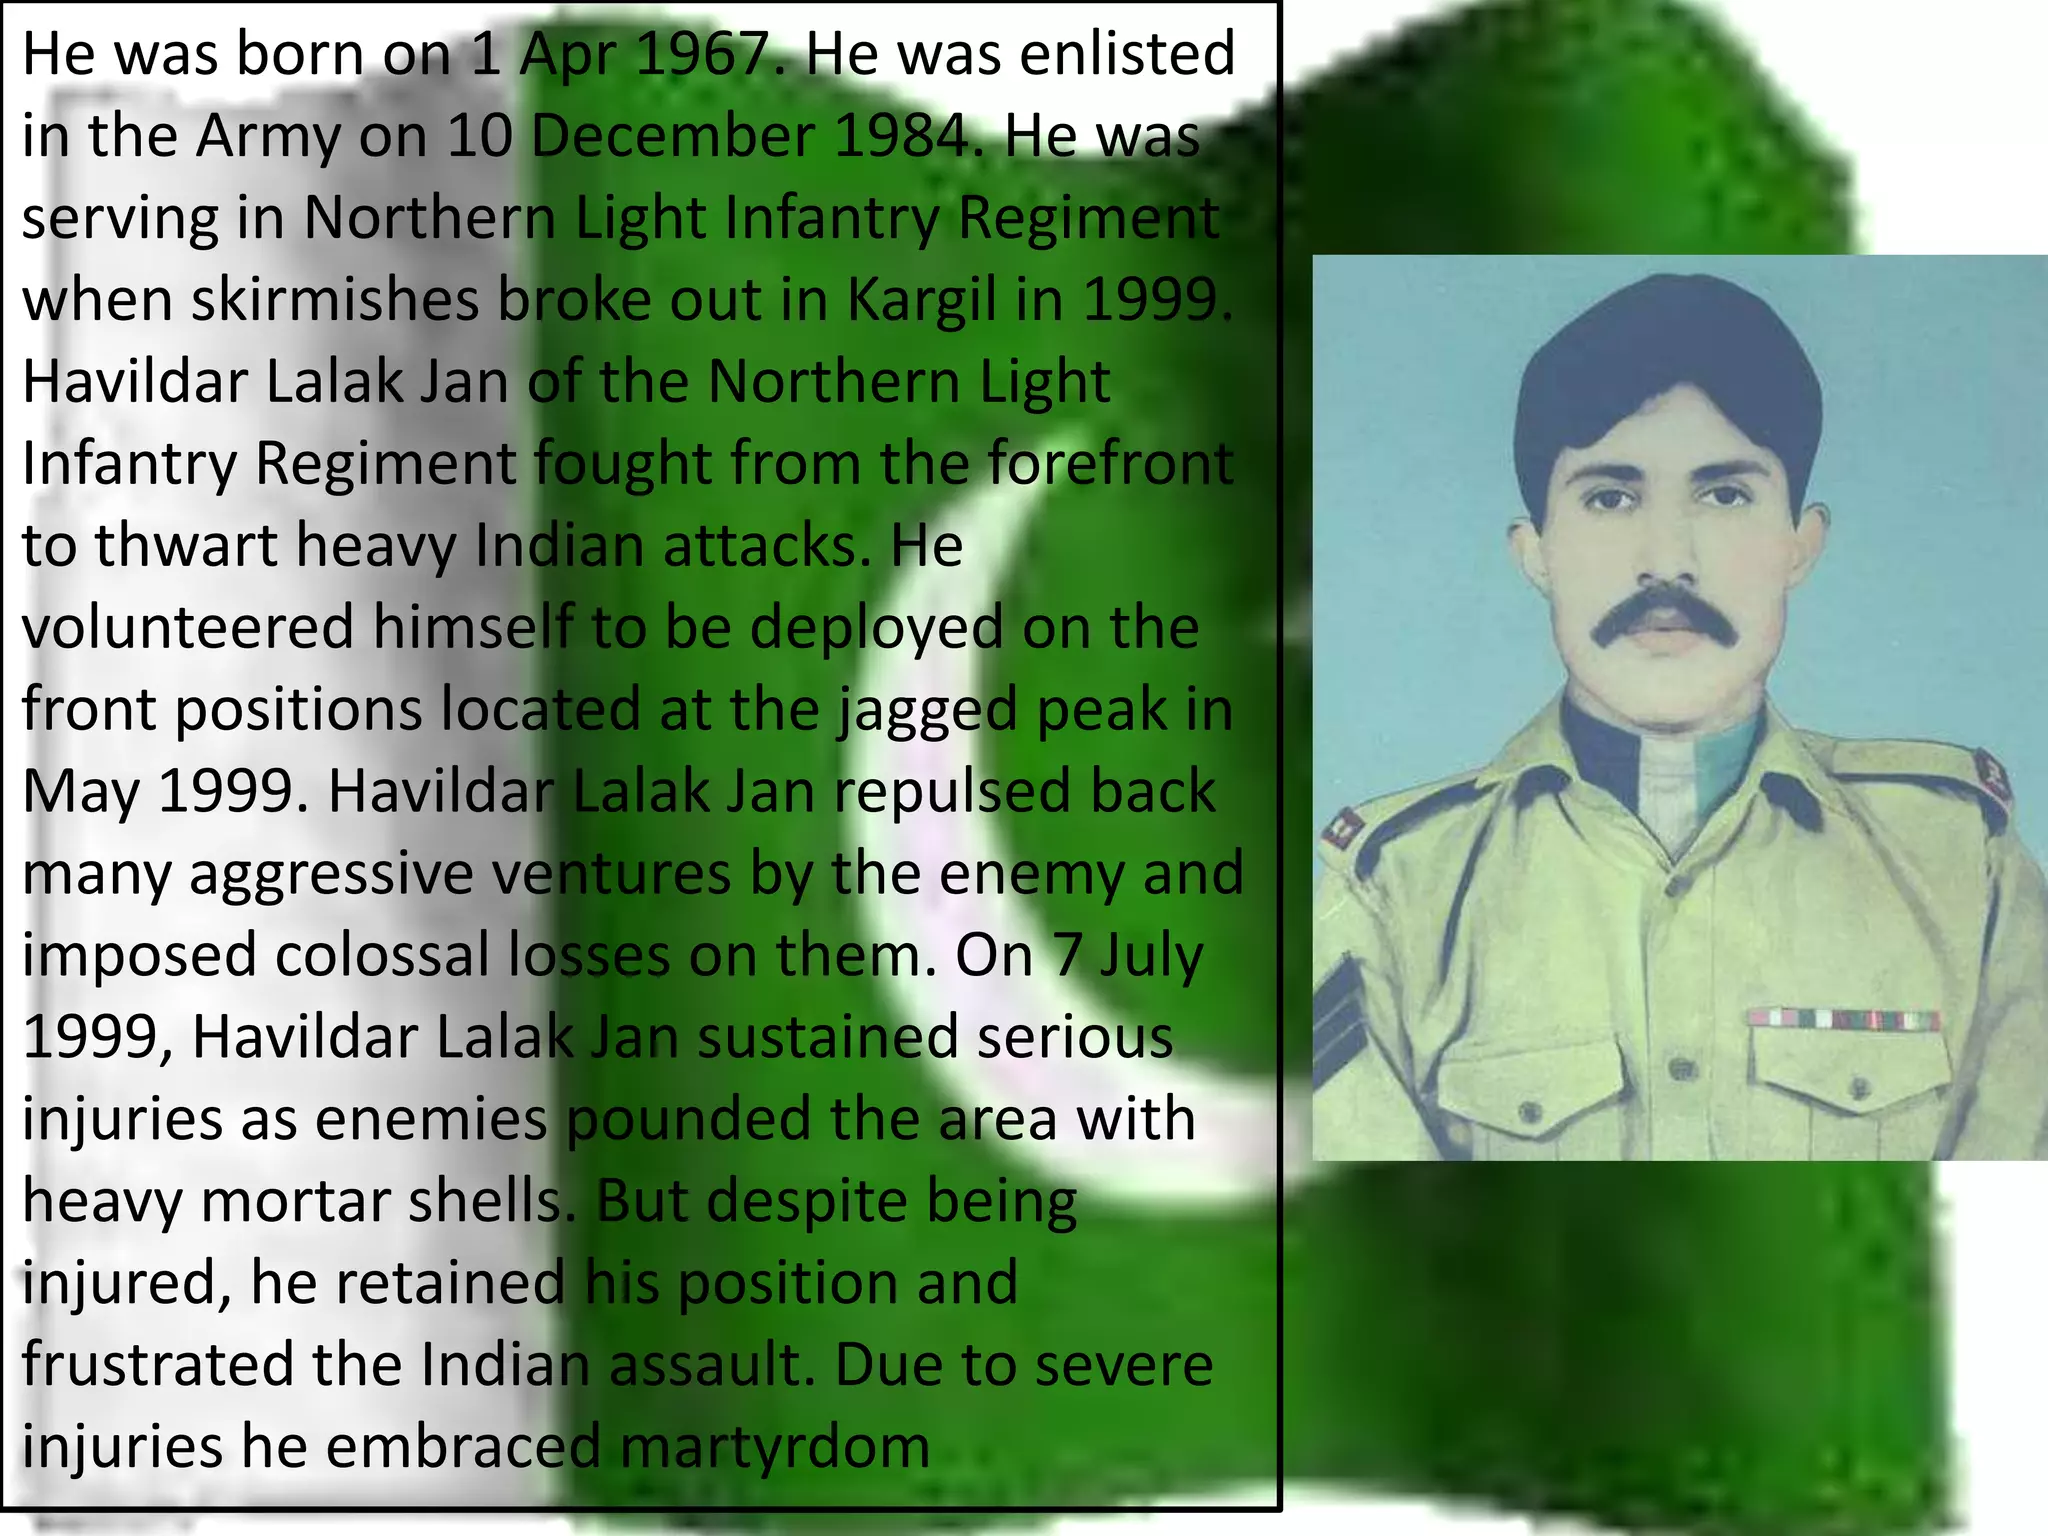 He was born on 1 Apr 1967. He was enlisted
in the Army on 10 December 1984. He was
serving in Northern Light Infantry Regiment
when skirmishes broke out in Kargil in 1999.
Havildar Lalak Jan of the Northern Light
Infantry Regiment fought from the forefront
to thwart heavy Indian attacks. He
volunteered himself to be deployed on the
front positions located at the jagged peak in
May 1999. Havildar Lalak Jan repulsed back
many aggressive ventures by the enemy and
imposed colossal losses on them. On 7 July
1999, Havildar Lalak Jan sustained serious
injuries as enemies pounded the area with
heavy mortar shells. But despite being
injured, he retained his position and
frustrated the Indian assault. Due to severe
injuries he embraced martyrdom